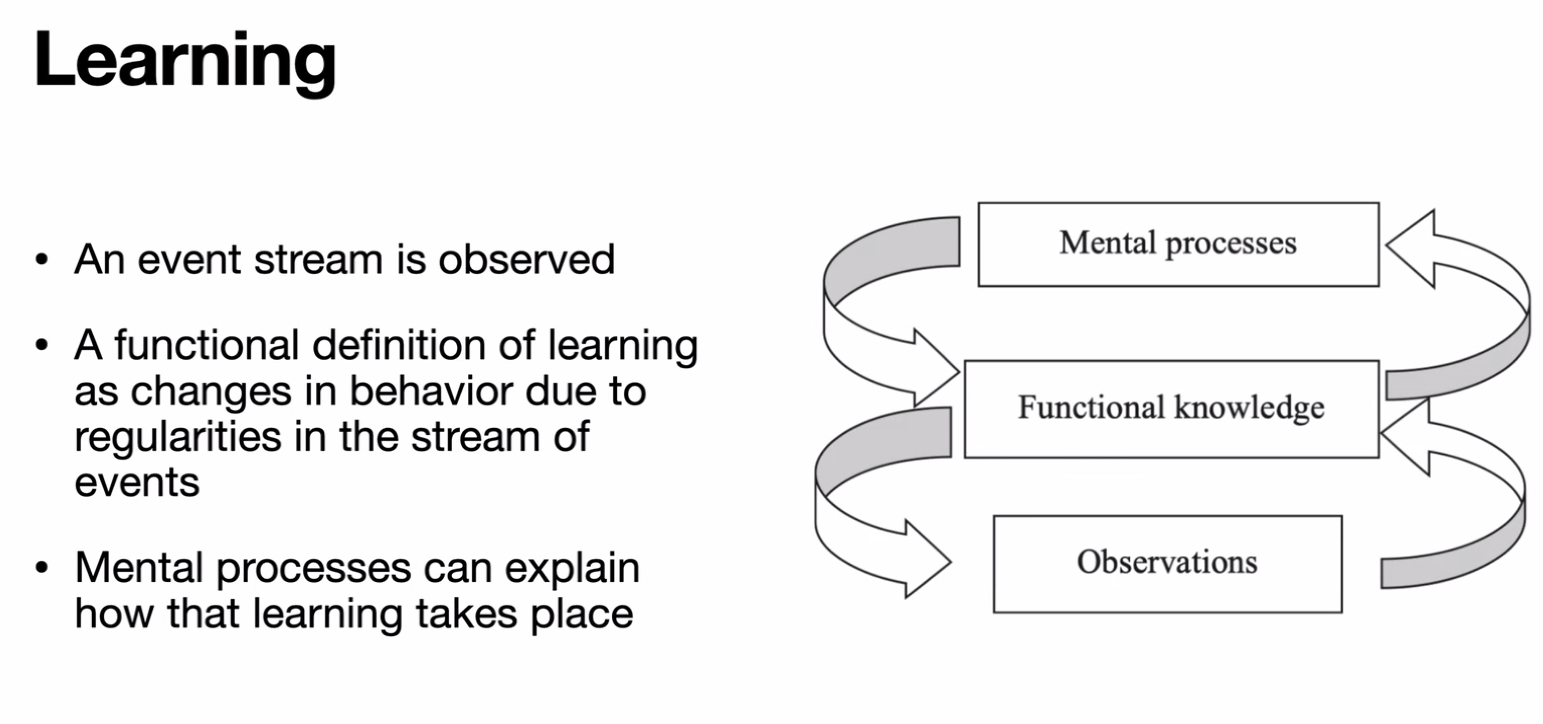 Learning
• An event stream is observed
• A functional definition of learning
as changes in behavior due to
regularities in the stream of
events
• Mental processes can explain
how that learning takes place
Mental processes
Functional knowledge
Observations